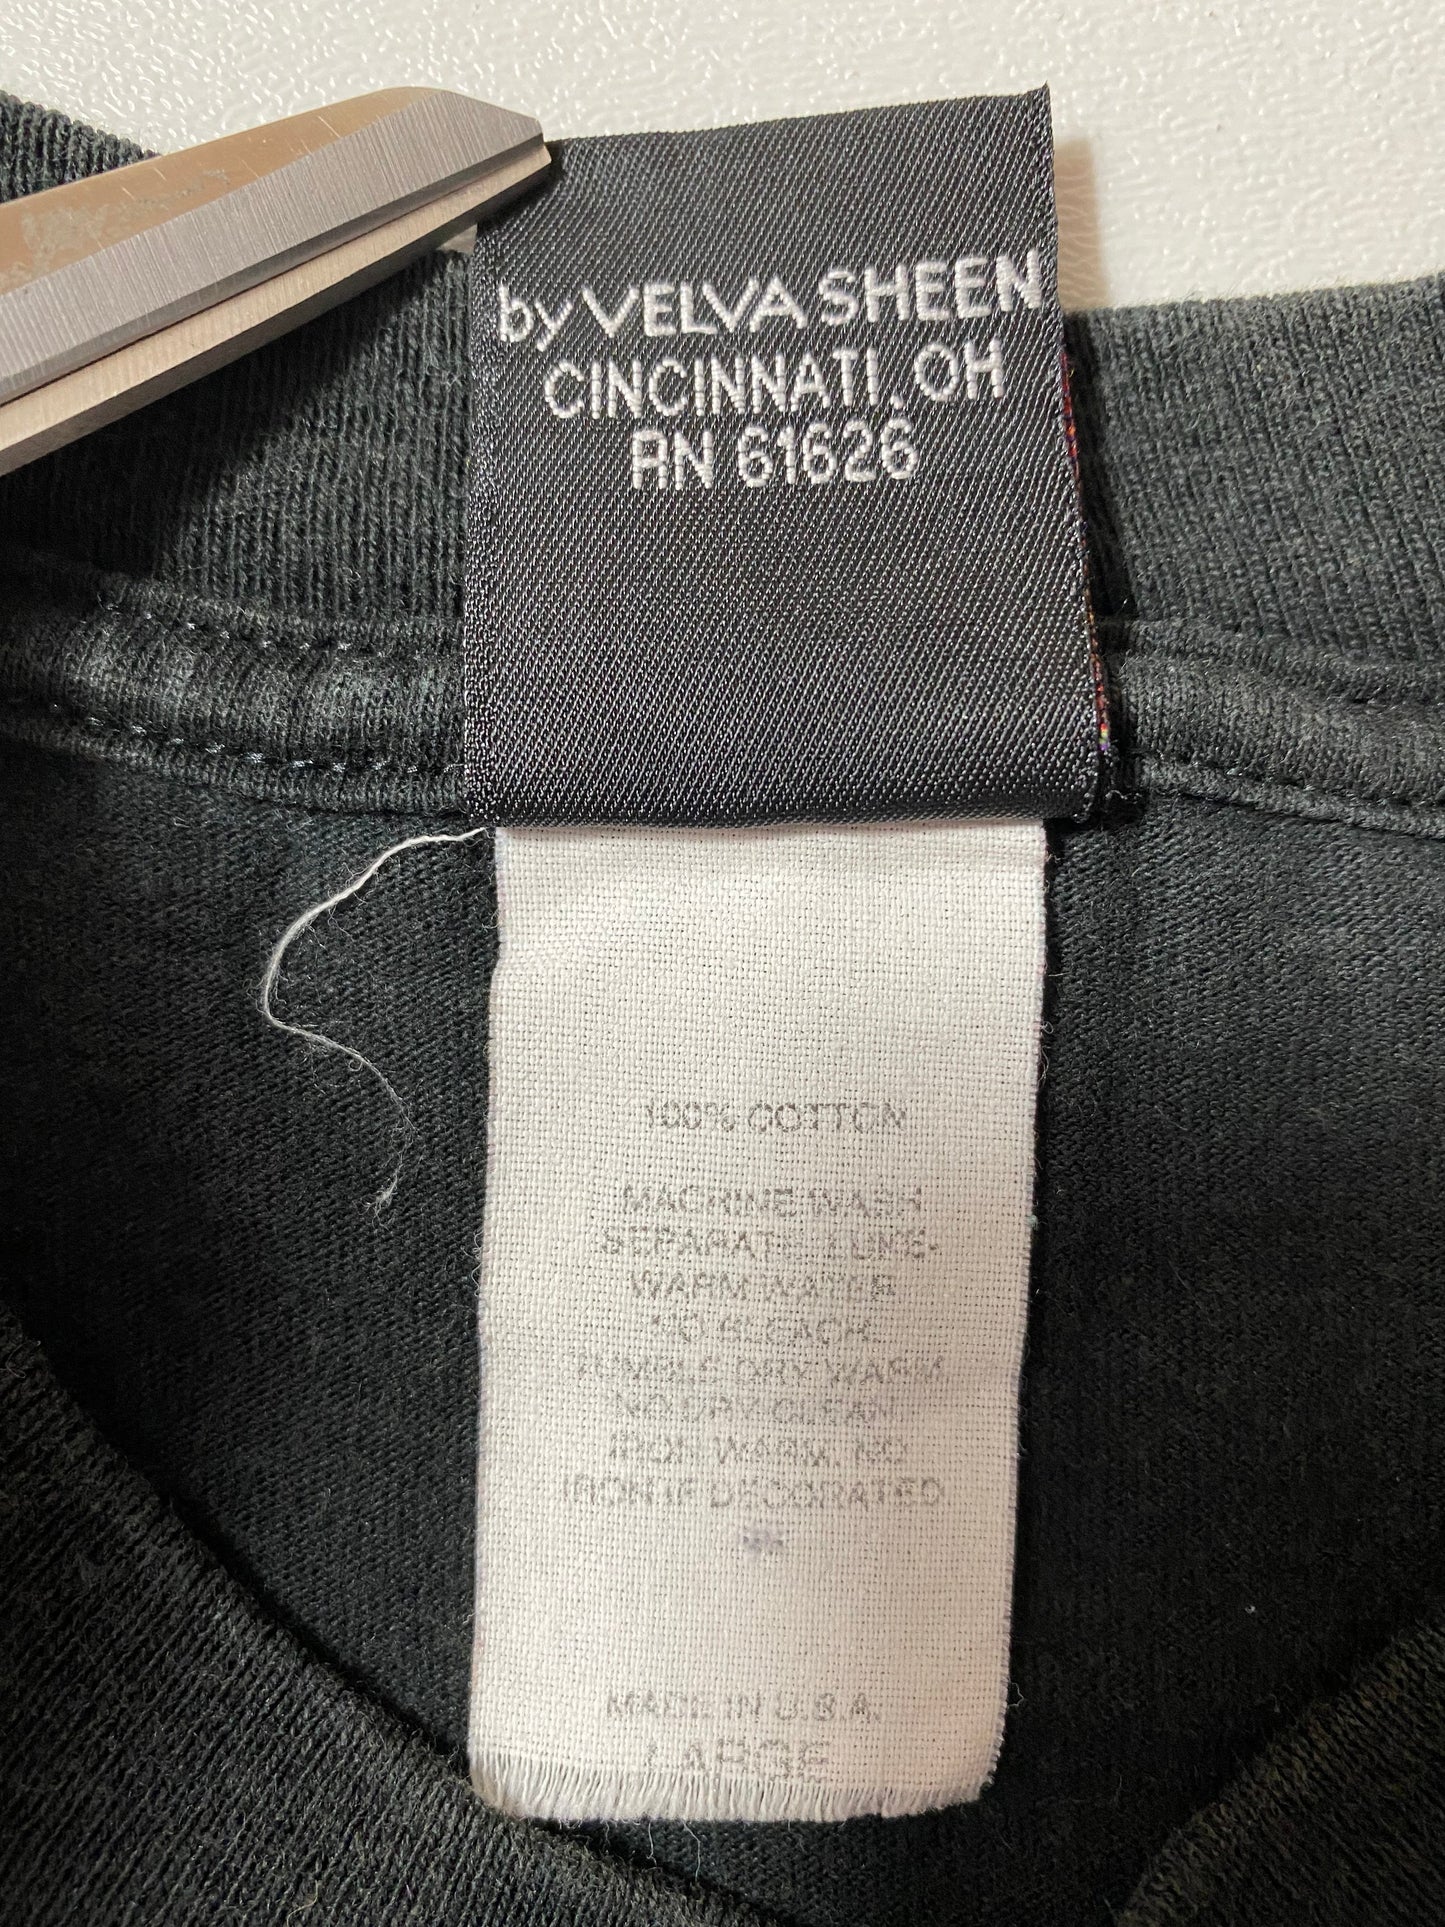 by VELVA SHEEN
CINCINNATI, OH
RN 61626
100% COTTON
MACHINE WASH
SEPARATE, LUKE-
WARM WATER
NO BLEACH
TUMBLE DRY WARM
NO DRY CLEAN
IRON WARM, NO
IRON IF DECORATED
MADE IN U.S.A.
LARGE